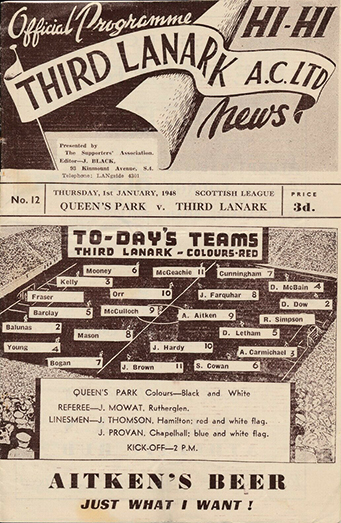 Official Programme
HI-HI
THIRD LANARK A.C. LTD
news
Presented by
The Supporters' Association.
Editor—J. BLACK,
93 Kinmount Avenue, S.4.
Telephone: LANgside 4301
No. 12
THURSDAY, 1st JANUARY, 1948 SCOTTISH LEAGUE
QUEEN'S PARK v. THIRD LANARK
PRICE
3d.
TO-DAY'S TEAMS
THIRD LANARK - COLOURS-RED
Mooney 6 McGeachie 11 Cunningham 7
Kelly 3 D. McBain 4
Fraser Orr 10 J. Farquhar 8 D. Dow 2
Barclay 5 McCulloch 9 A. Aitken 9 R. Simpson
Balunas 2 Mason 8 D. Letham 5
Young 4 J. Hardy 10 A. Carmichael 3
Bogan 7 J. Brown 11 S. Cowan 6
QUEEN'S PARK Colours—Black and White
REFEREE—J. MOWAT, Rutherglen.
LINESMEN—J. THOMSON, Hamilton; red and white flag.
J. PROVAN, Chapelhall; blue and white flag.
KICK-OFF—2 P.M.
AITKEN'S BEER
JUST WHAT I WANT !